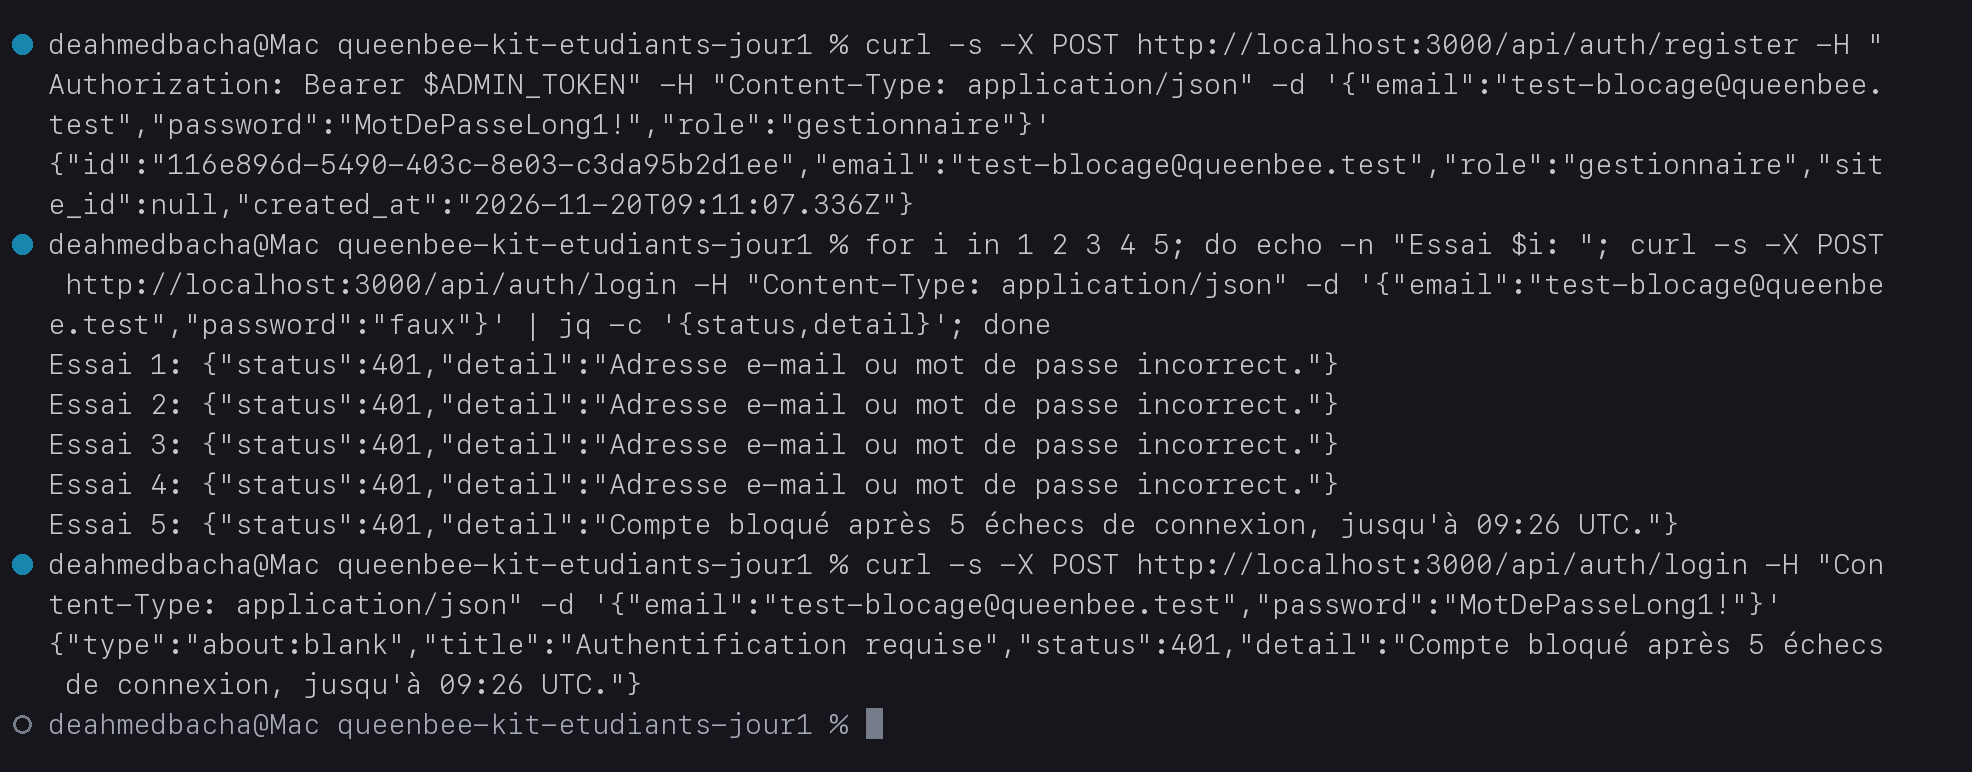 deahmedbacha@Mac queenbee-kit-etudiants-jour1 % curl -s -X POST http://localhost:3000/api/auth/register -H "
Authorization: Bearer $ADMIN_TOKEN" -H "Content-Type: application/json" -d '{"email":"test-blocage@queenbee.
test","password":"MotDePasseLong1!","role":"gestionnaire"}'
{"id":"116e896d-5490-403c-8e03-c3da95b2d1ee","email":"test-blocage@queenbee.test","role":"gestionnaire","sit
e_id":null,"created_at":"2026-11-20T09:11:07.336Z"}
deahmedbacha@Mac queenbee-kit-etudiants-jour1 % for i in 1 2 3 4 5; do echo -n "Essai $i: "; curl -s -X POST
 http://localhost:3000/api/auth/login -H "Content-Type: application/json" -d '{"email":"test-blocage@queenbe
e.test","password":"faux"}' | jq -c '{status,detail}'; done
Essai 1: {"status":401,"detail":"Adresse e-mail ou mot de passe incorrect."}
Essai 2: {"status":401,"detail":"Adresse e-mail ou mot de passe incorrect."}
Essai 3: {"status":401,"detail":"Adresse e-mail ou mot de passe incorrect."}
Essai 4: {"status":401,"detail":"Adresse e-mail ou mot de passe incorrect."}
Essai 5: {"status":401,"detail":"Compte bloqué après 5 échecs de connexion, jusqu'à 09:26 UTC."}
deahmedbacha@Mac queenbee-kit-etudiants-jour1 % curl -s -X POST http://localhost:3000/api/auth/login -H "Con
tent-Type: application/json" -d '{"email":"test-blocage@queenbee.test","password":"MotDePasseLong1!"}'
{"type":"about:blank","title":"Authentification requise","status":401,"detail":"Compte bloqué après 5 échecs
 de connexion, jusqu'à 09:26 UTC."}
deahmedbacha@Mac queenbee-kit-etudiants-jour1 %